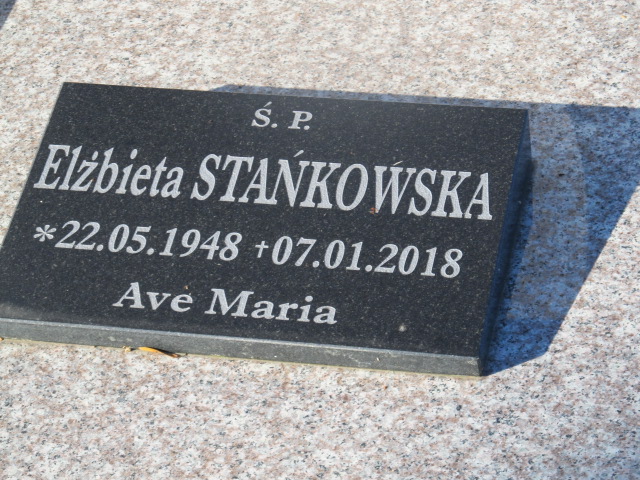 Ś. P.
Elżbieta STAŃKOWSKA
*22.05.1948 †07.01.2018
Ave Maria